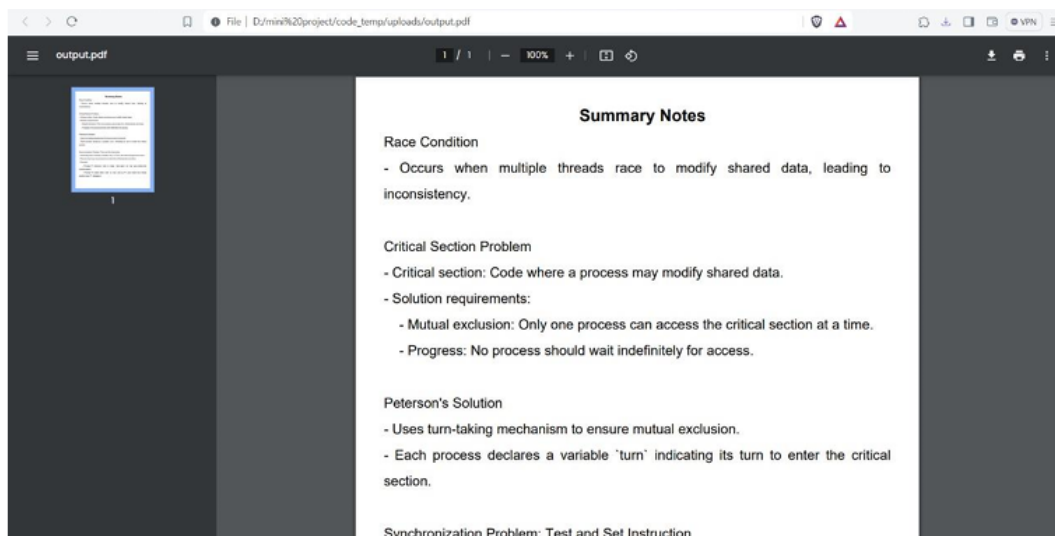 File | D:/mini%20project/code_temp/uploads/output.pdf
VPN
output.pdf
1 / 1 | − 100% +
1
Summary Notes
Race Condition
- Occurs when multiple threads race to modify shared data, leading to
inconsistency.
Critical Section Problem
- Critical section: Code where a process may modify shared data.
- Solution requirements:
- Mutual exclusion: Only one process can access the critical section at a time.
- Progress: No process should wait indefinitely for access.
Peterson's Solution
- Uses turn-taking mechanism to ensure mutual exclusion.
- Each process declares a variable `turn` indicating its turn to enter the critical
section.
Synchronization Problem: Test and Set Instruction